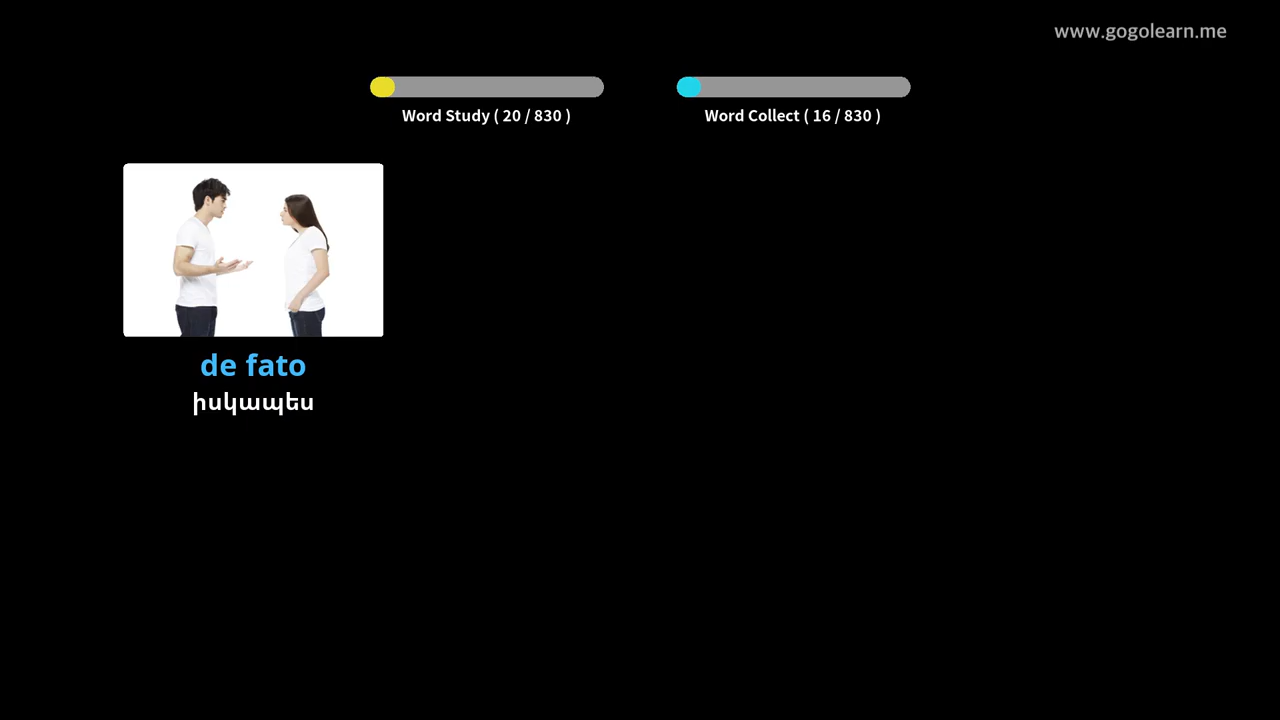 www.gogolearn.me
Word Study ( 20 / 830 )
Word Collect ( 16 / 830 )
de fato
իսկապես